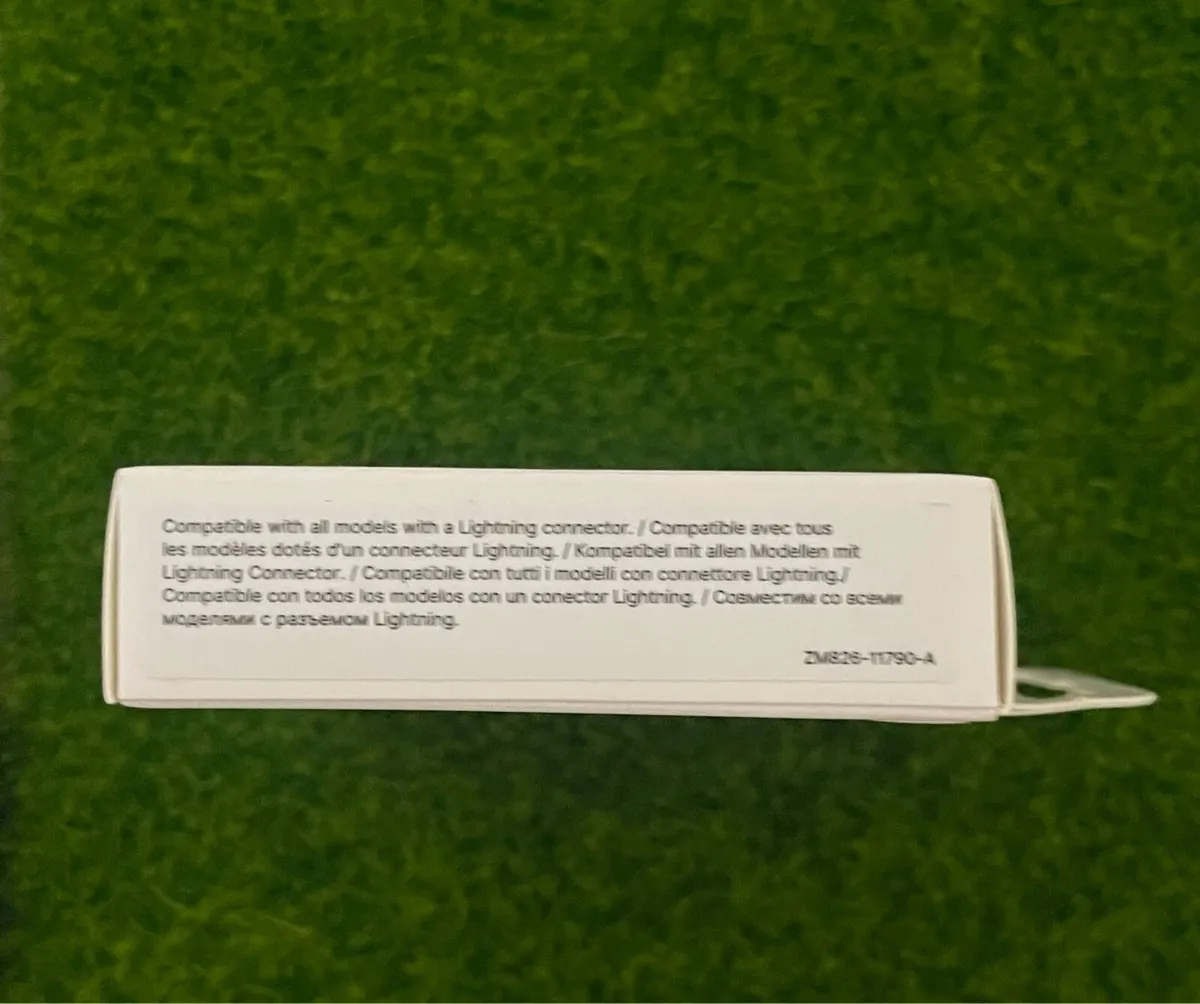 Compatible with all models with a Lightning connector. / Compatible avec tous
les modèles dotés d'un connecteur Lightning. / Kompatibel mit allen Modellen mit
Lightning Connector. / Compatibile con tutti i modelli con connettore Lightning./
Compatible con todos los modelos con un conector Lightning. / Совместим со всеми
моделями с разъемом Lightning.
ZM826-11790-A